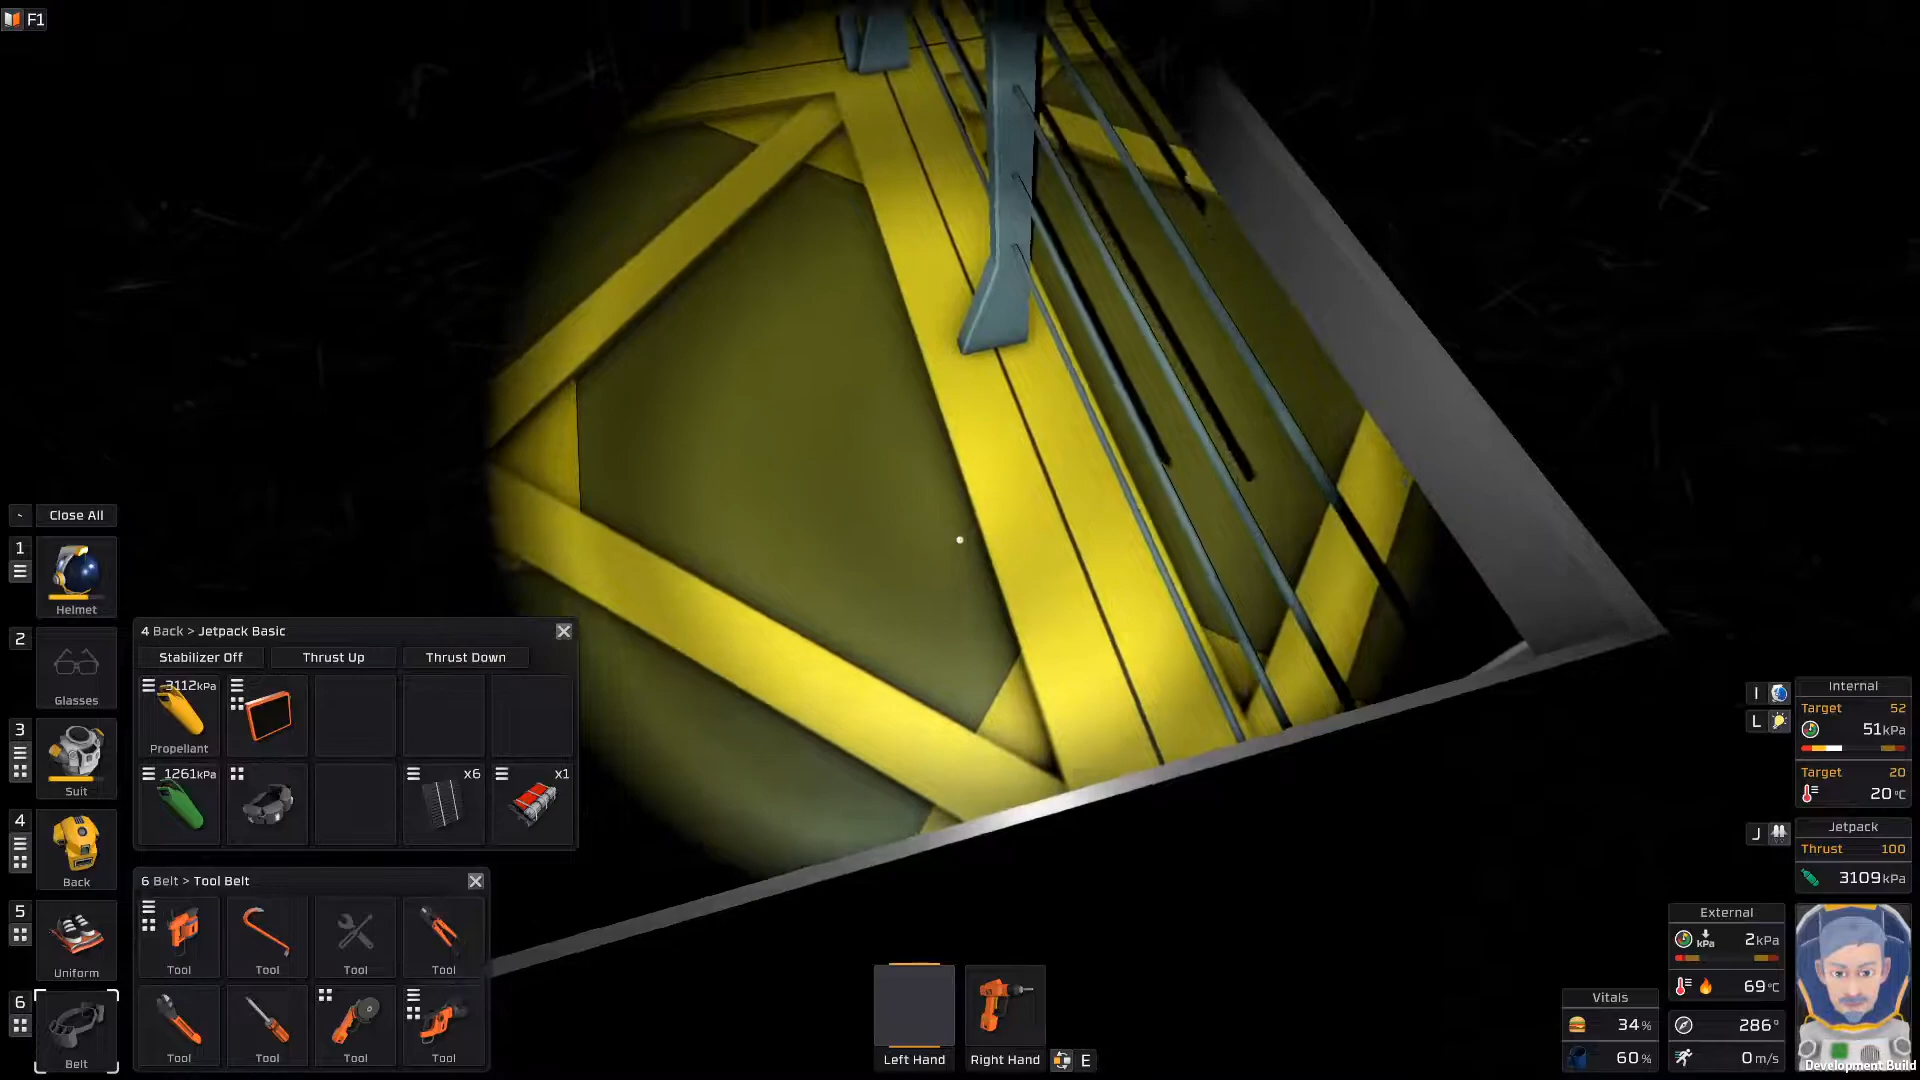 F1
~ Close All
1
Helmet
2
Glasses
3
Suit
4
Back
5
Uniform
6
Belt
4 Back > Jetpack Basic
Stabilizer Off Thrust Up Thrust Down
3112kPa
Propellant
1261kPa x6 x1
6 Belt > Tool Belt
Tool Tool Tool Tool
Tool Tool Tool Tool
Left Hand Right Hand E
I Internal
Target 52
L 51kPa
Target 20
20°C
J Jetpack
Thrust 100
3109kPa
External
kPa 2kPa
69°C
Vitals
34%
60%
286°
0m/s
Development Build